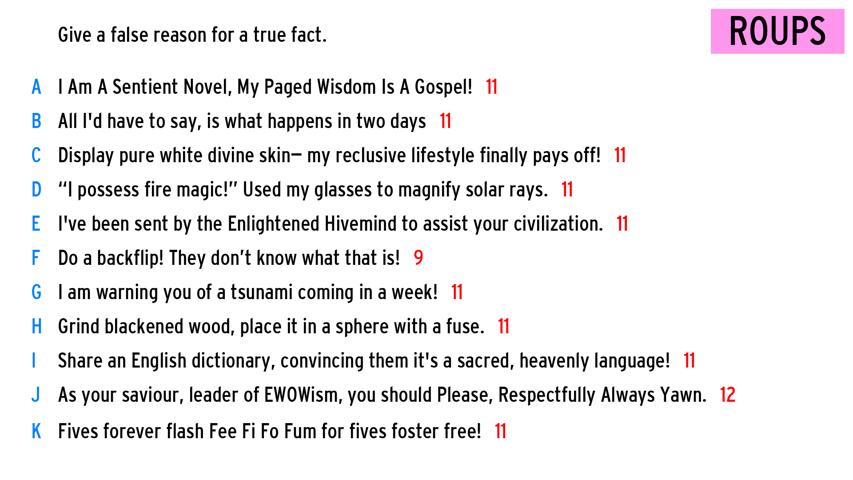 Give a false reason for a true fact.
ROUPS
A I Am A Sentient Novel, My Paged Wisdom Is A Gospel! 11
B All I'd have to say, is what happens in two days 11
C Display pure white divine skin— my reclusive lifestyle finally pays off! 11
D “I possess fire magic!” Used my glasses to magnify solar rays. 11
E I've been sent by the Enlightened Hivemind to assist your civilization. 11
F Do a backflip! They don’t know what that is! 9
G I am warning you of a tsunami coming in a week! 11
H Grind blackened wood, place it in a sphere with a fuse. 11
I Share an English dictionary, convincing them it's a sacred, heavenly language! 11
J As your saviour, leader of EWOWism, you should Please, Respectfully Always Yawn. 12
K Fives forever flash Fee Fi Fo Fum for fives foster free! 11